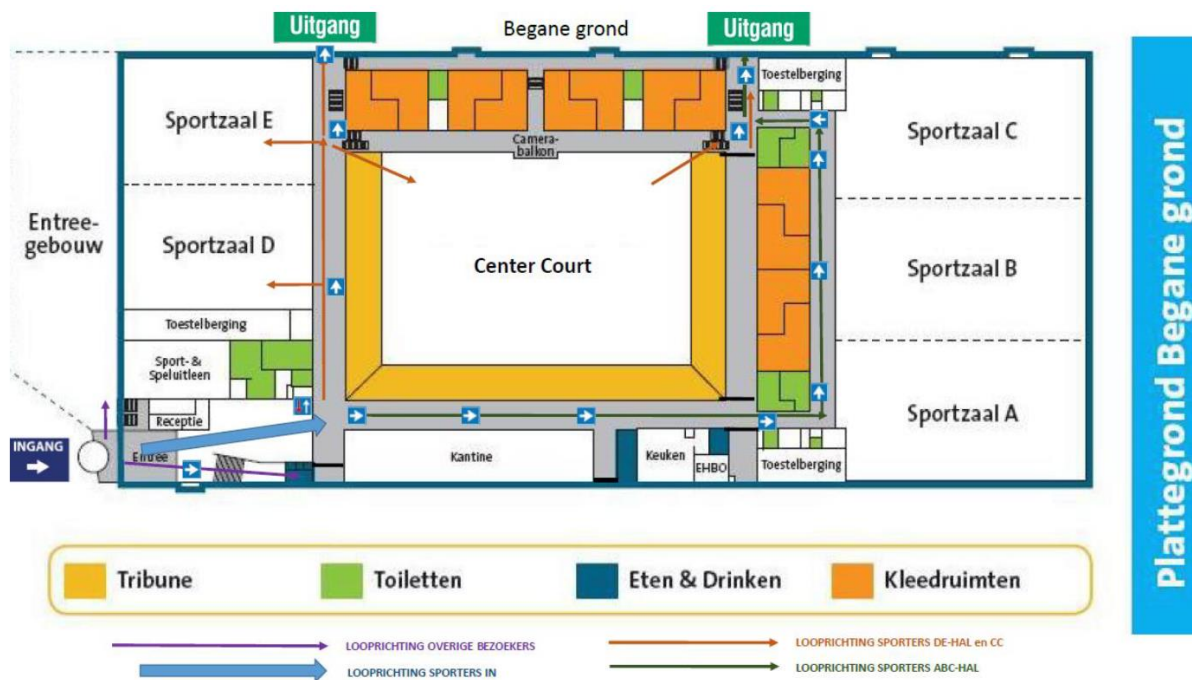 Uitgang
Begane grond
Uitgang
Toestelberging
Sportzaal E
Sportzaal C
Camera-
balkon
Entree-
gebouw
Sportzaal D
Center Court
Sportzaal B
Toestelberging
Sport- &
Speluitleen
Sportzaal A
Receptie
INGANG
Entree
Kantine
Keuken
EHBO
Toestelberging
Plattegrond Begane grond
Tribune
Toiletten
Eten & Drinken
Kleedruimten
LOOPRICHTING OVERIGE BEZOEKERS
LOOPRICHTING SPORTERS DE-HAL en CC
LOOPRICHTING SPORTERS IN
LOOPRICHTING SPORTERS ABC-HAL